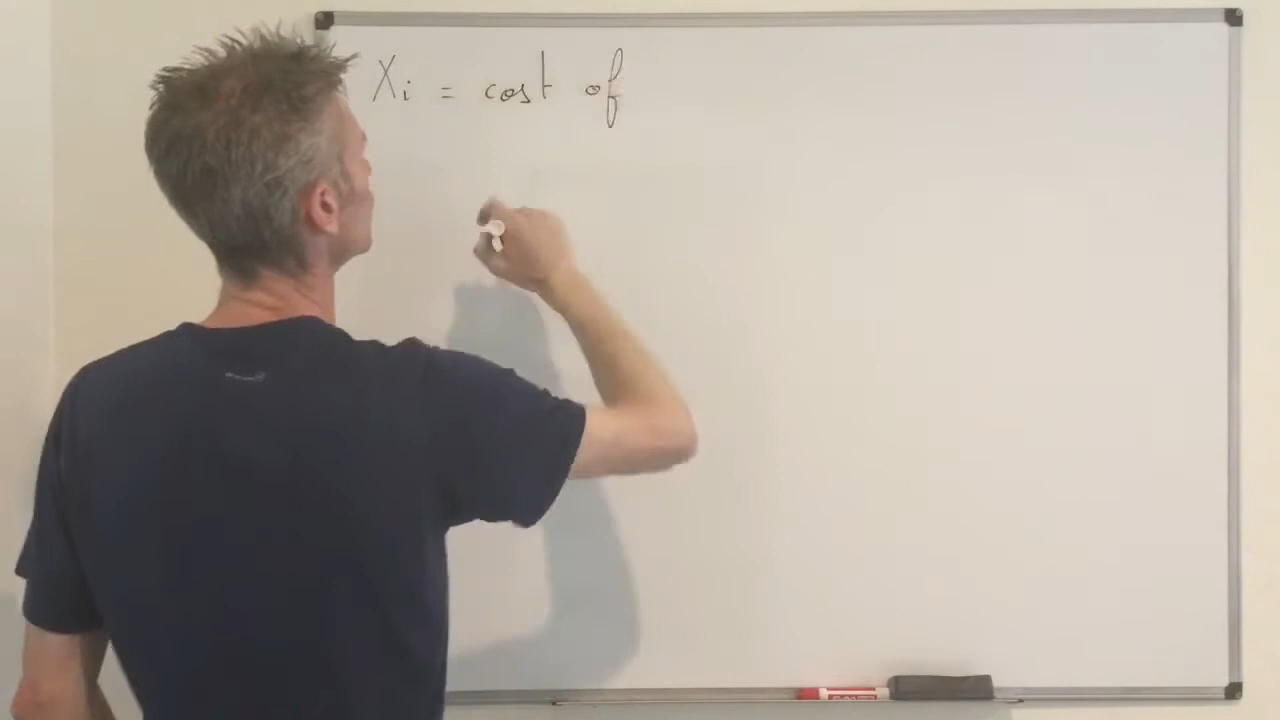 Xi = cost of